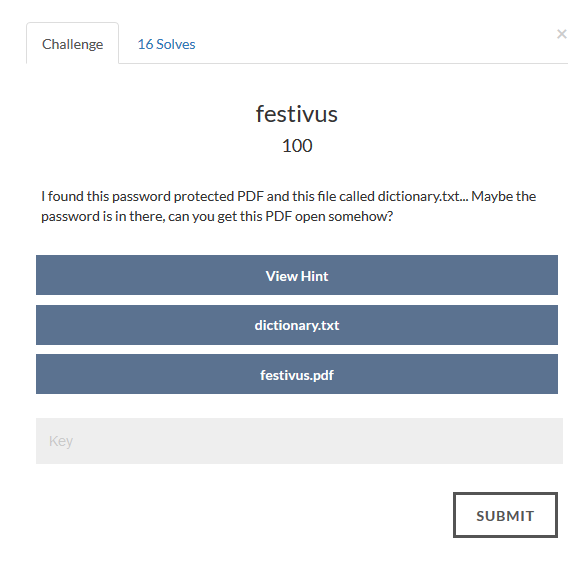 Challenge
16 Solves
×
festivus
100
I found this password protected PDF and this file called dictionary.txt... Maybe the
password is in there, can you get this PDF open somehow?
View Hint
dictionary.txt
festivus.pdf
Key
SUBMIT